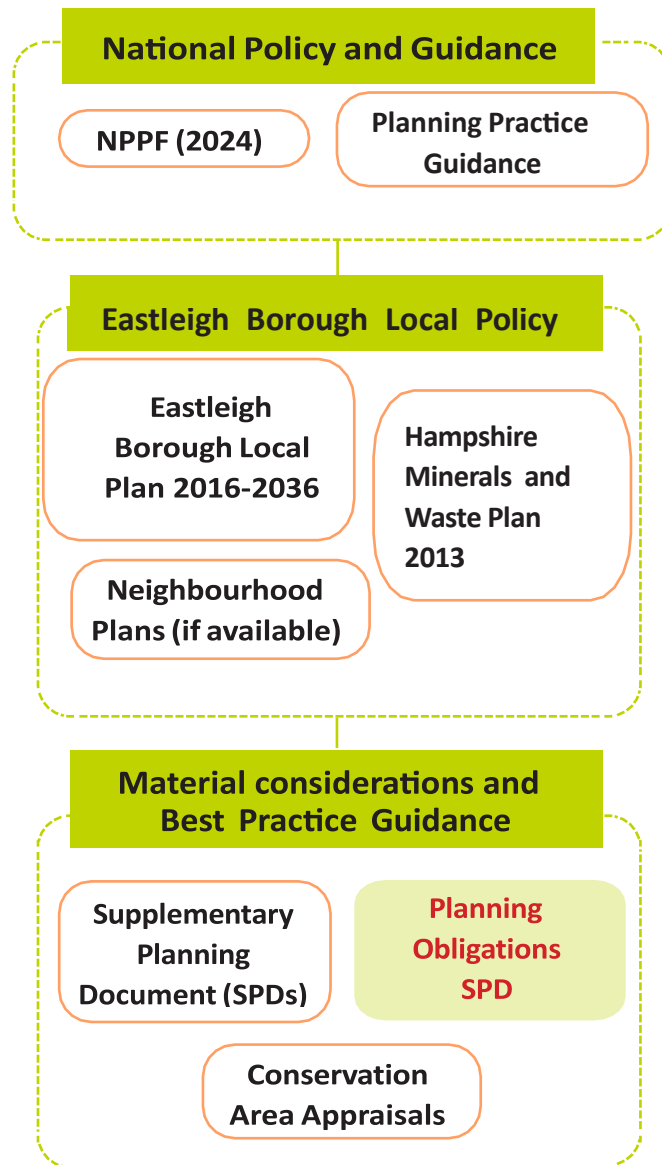 National Policy and Guidance
NPPF (2024)
Planning Practice
Guidance
Eastleigh Borough Local Policy
Eastleigh
Borough Local
Plan 2016-2036
Hampshire
Minerals and
Waste Plan
2013
Neighbourhood
Plans (if available)
Material considerations and
Best Practice Guidance
Supplementary
Planning
Document (SPDs)
Planning
Obligations
SPD
Conservation
Area Appraisals